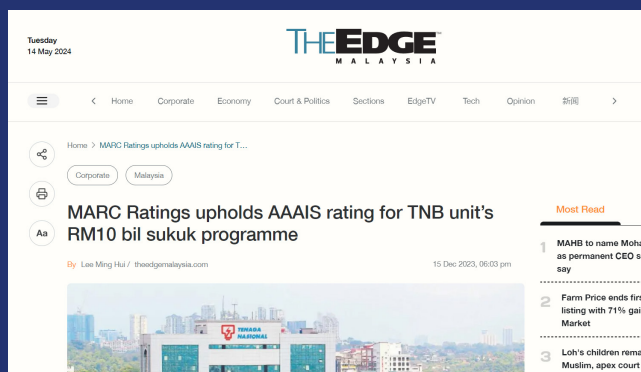 Tuesday
14 May 2024
THE EDGE
MALAYSIA
Home Corporate Economy Court & Politics Sections EdgeTV Tech Opinion 新闻
Home > MARC Ratings upholds AAAIS rating for T...
Corporate Malaysia
MARC Ratings upholds AAAIS rating for TNB unit's
RM10 bil sukuk programme
Aa
By Lee Ming Hui / theedgemalaysia.com
15 Dec 2023, 06:03 pm
TENAGA
NASIONAL
Most Read
1 MAHB to name Moha
as permanent CEO s
say
2 Farm Price ends firs
listing with 71% gai
Market
3 Loh's children rema
Muslim, apex court